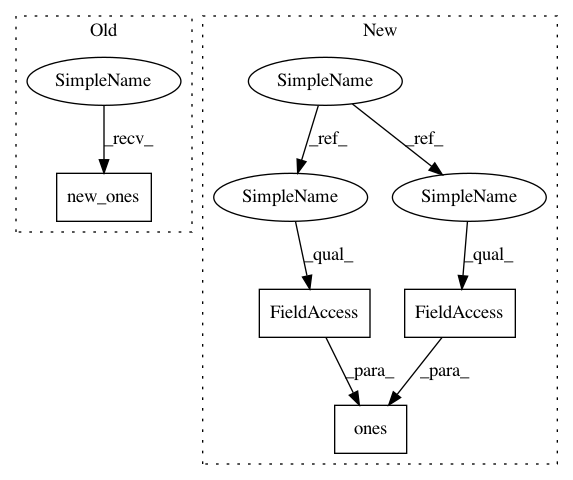 Old
New
SimpleName
SimpleName
_recv_
_ref_
_ref_
new_ones
SimpleName
SimpleName
_qual_
_qual_
FieldAccess
FieldAccess
_para_
_para_
ones